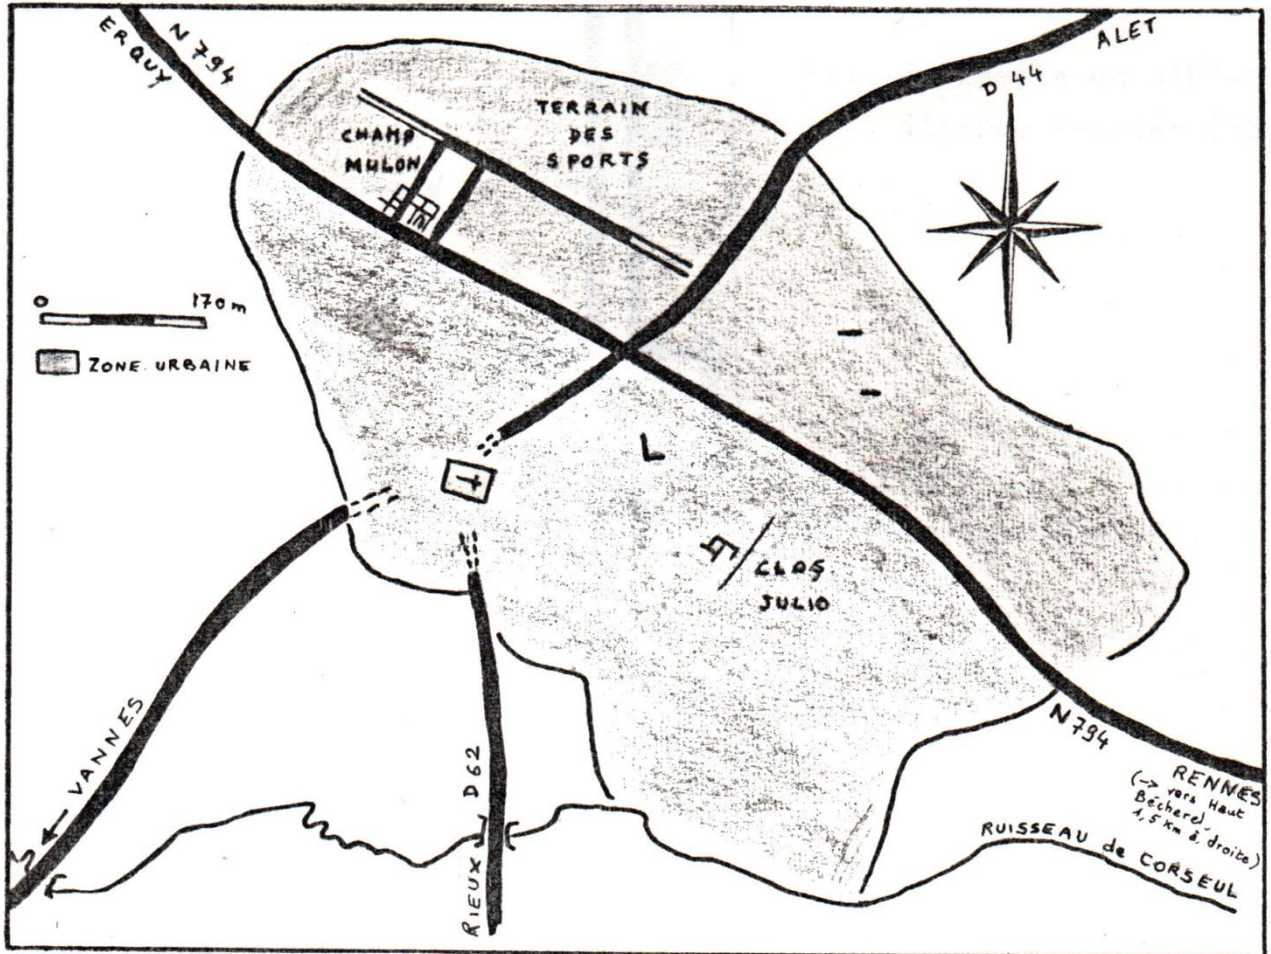 ERQUY
N 794
ALET
D 44
CHAMP
MULON
TERRAIN
DES
SPORTS
0 170 m
ZONE URBAINE
L
CLOS
JULIO
VANNES
RIEUX D62
N 794
RENNES
(→ vers Haut
Bécherel
1,5 km à droite)
RUISSEAU de CORSEUL